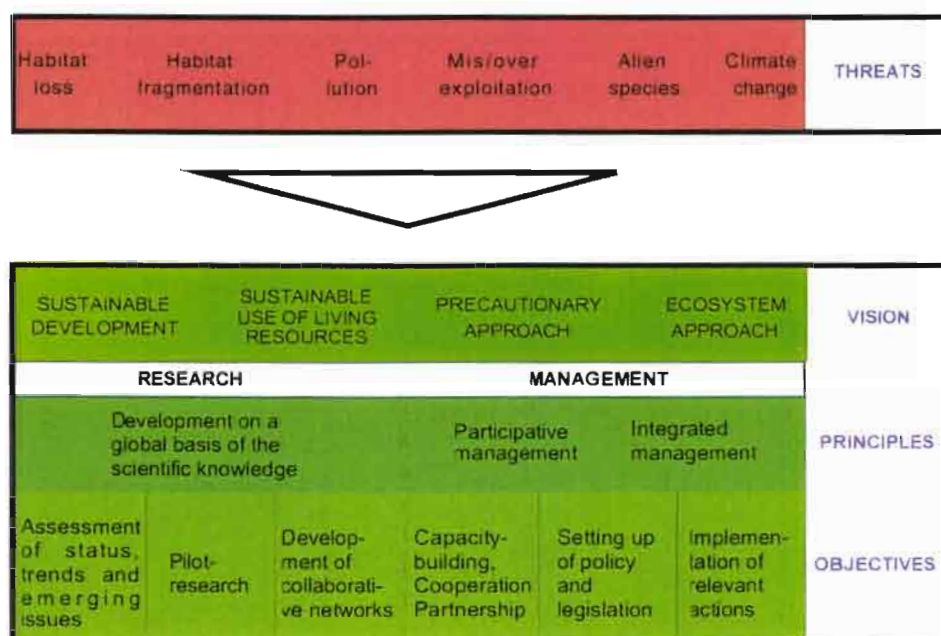 Habitat loss
Habitat fragmentation
Pol-
lution
Mis/over exploitation
Alien species
Climate change
THREATS
SUSTAINABLE
DEVELOPMENT
SUSTAINABLE
USE OF LIVING
RESOURCES
PRECAUTIONARY
APPROACH
ECOSYSTEM
APPROACH
VISION
RESEARCH
MANAGEMENT
Development on a
global basis of the
scientific knowledge
Participative
management
Integrated
management
PRINCIPLES
Assessment
of status,
trends and
emerging
issues
Pilot-
research
Develop-
ment of
collaborati-
ve networks
Capacity-
building,
Cooperation
Partnership
Setting up
of policy
and
legislation
Implemen-
tation of
relevant
actions
OBJECTIVES